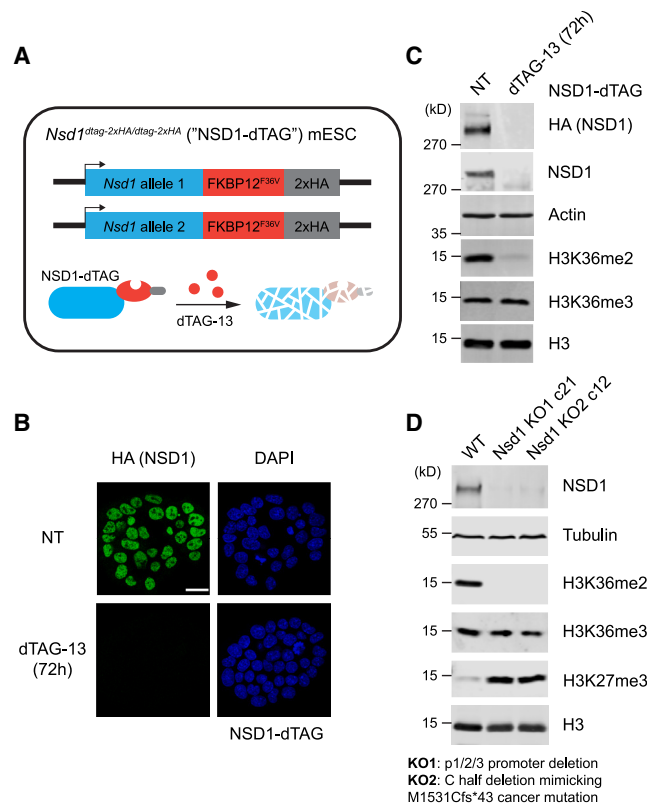 A
Nsd1dtag-2xHA/dtag-2xHA ("NSD1-dTAG") mESC
Nsd1 allele 1 FKBP12F36V 2xHA
Nsd1 allele 2 FKBP12F36V 2xHA
NSD1-dTAG
dTAG-13
B
HA (NSD1) DAPI
NT
dTAG-13
(72h)
NSD1-dTAG
C
NT dTAG-13 (72h) NSD1-dTAG
(kD)
HA (NSD1)
270
NSD1
270
Actin
35
15 H3K36me2
15 H3K36me3
15 H3
D
WT Nsd1 KO1 c21 Nsd1 KO2 c12
(kD)
NSD1
270
55 Tubulin
15 H3K36me2
15 H3K36me3
15 H3K27me3
15 H3
KO1: p1/2/3 promoter deletion
KO2: C half deletion mimicking
M1531Cfs*43 cancer mutation